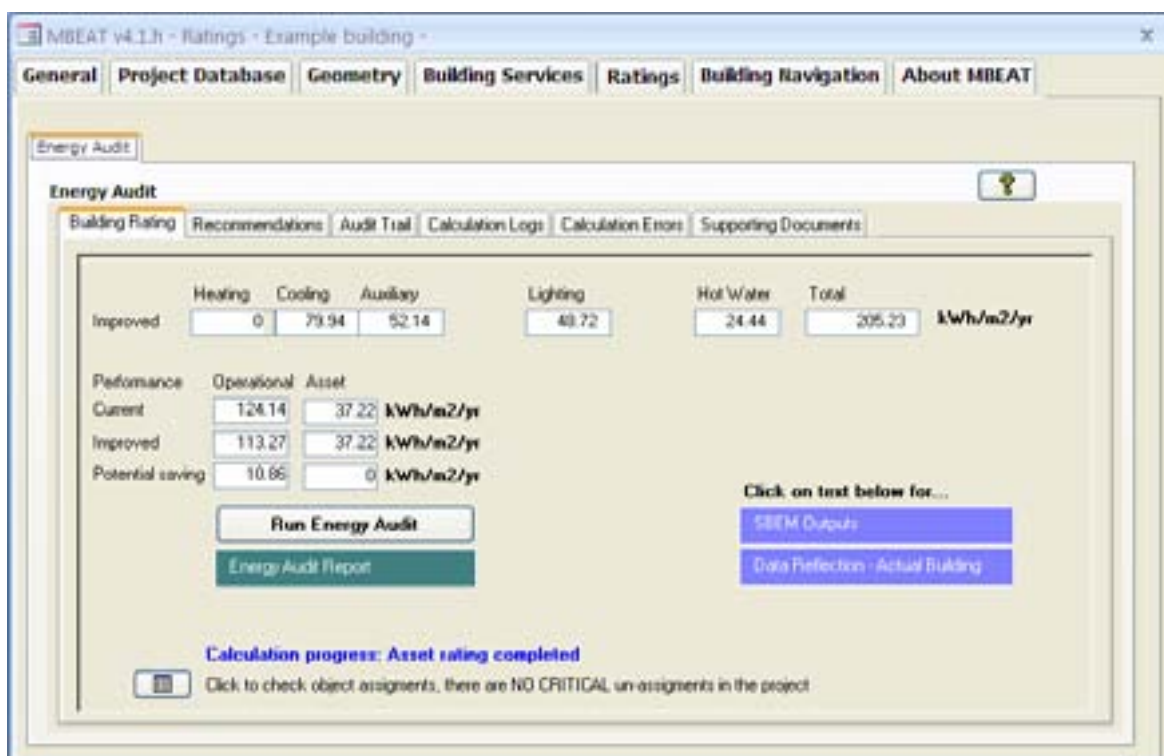 MBEAT v4.1.h - Ratings - Example building -
General Project Database Geometry Building Services Ratings Building Navigation About MBEAT
Energy Audit
Energy Audit
Building Rating Recommendations Audit Trail Calculation Logs Calculation Errors Supporting Documents
Heating Cooling Auxiliary Lighting Hot Water Total
Improved 0 79.94 52.14 48.72 24.44 205.23 kWh/m2/yr
Performance Operational Asset
Current 124.14 37.22 kWh/m2/yr
Improved 113.27 37.22 kWh/m2/yr
Potential saving 10.86 0 kWh/m2/yr
Click on text below for...
Run Energy Audit SBEM Outputs
Energy Audit Report Data Reflection - Actual Building
Calculation progress: Asset rating completed
Click to check object assigments, there are NO CRITICAL un-assigments in the project